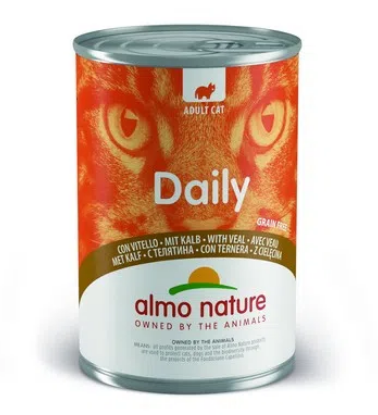 ADULT CAT
Daily
GRAIN FREE
CON VITELLO • MIT KALB • WITH VEAL • AVEC VEAU
MET KALF • С ТЕЛЯТИНА • CON TERNERA • Z CIELĘCINĄ
almo nature
OWNED BY THE ANIMALS
OWNED BY THE ANIMALS